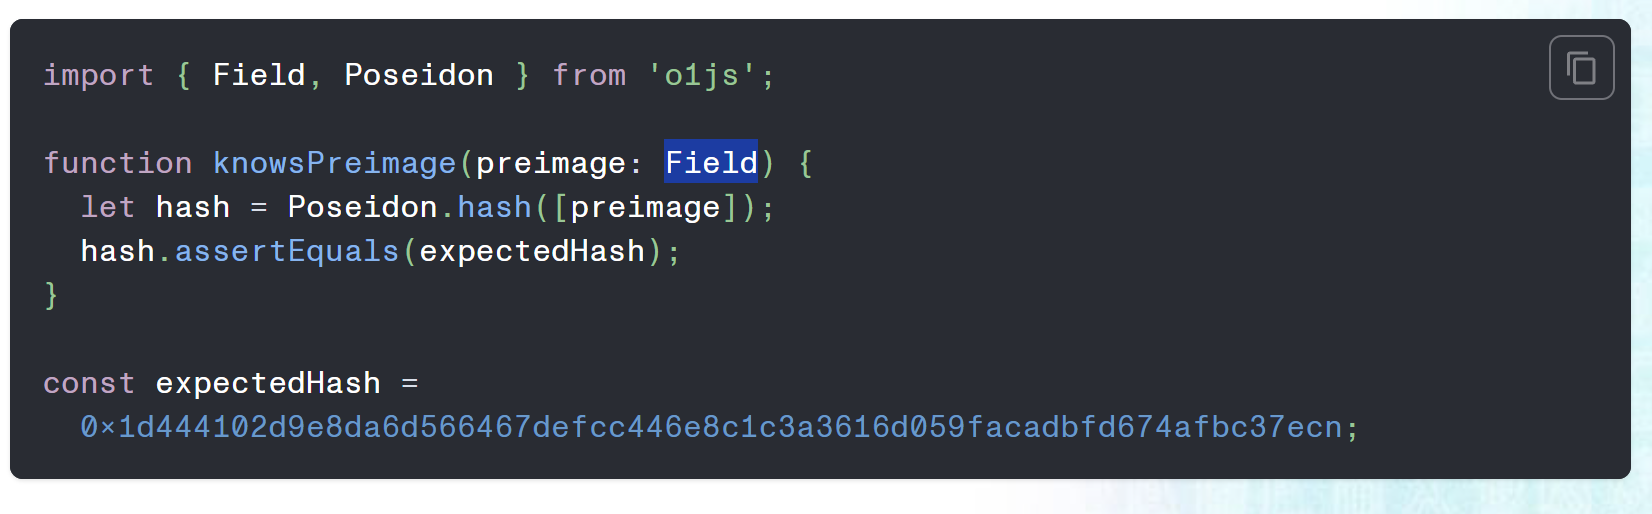 import { Field, Poseidon } from 'o1js';
function knowsPreimage(preimage: Field) {
let hash = Poseidon.hash([preimage]);
hash.assertEquals(expectedHash);
}
const expectedHash =
0x1d444102d9e8da6d566467defcc446e8c1c3a3616d059facadbfd674afbc37ecn;